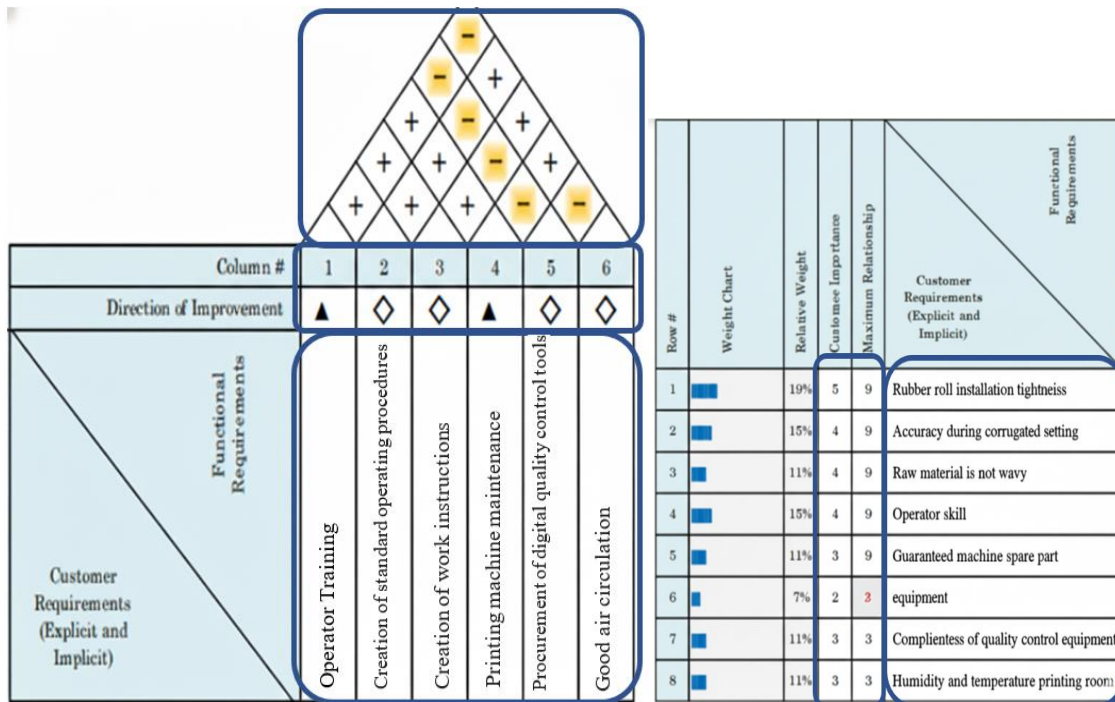 −
− +
+ − +
+ + − +
+ + + − −
Column # 1 2 3 4 5 6
Direction of Improvement ▲ ◇ ◇ ▲ ◇ ◇
Functional
Requirements
Customer
Requirements
(Explicit and
Implicit)
Operator Training
Creation of standard operating procedures
Creation of work instructions
Printing machine maintenance
Procurement of digital quality control tools
Good air circulation
Row #
Weight Chart
Relative Weight
Customee Importance
Maximum Relationship
Customer
Requirements
(Explicit and
Implicit)
Functional
Requirements
1 19% 5 9 Rubber roll installation tightneiss
2 15% 4 9 Accuracy during corrugated setting
3 11% 4 9 Raw material is not wavy
4 15% 4 9 Operator skill
5 11% 3 9 Guaranteed machine spare part
6 7% 2 3 equipment
7 11% 3 3 Complientess of quality control equipment
8 11% 3 3 Humidity and temperature printing room